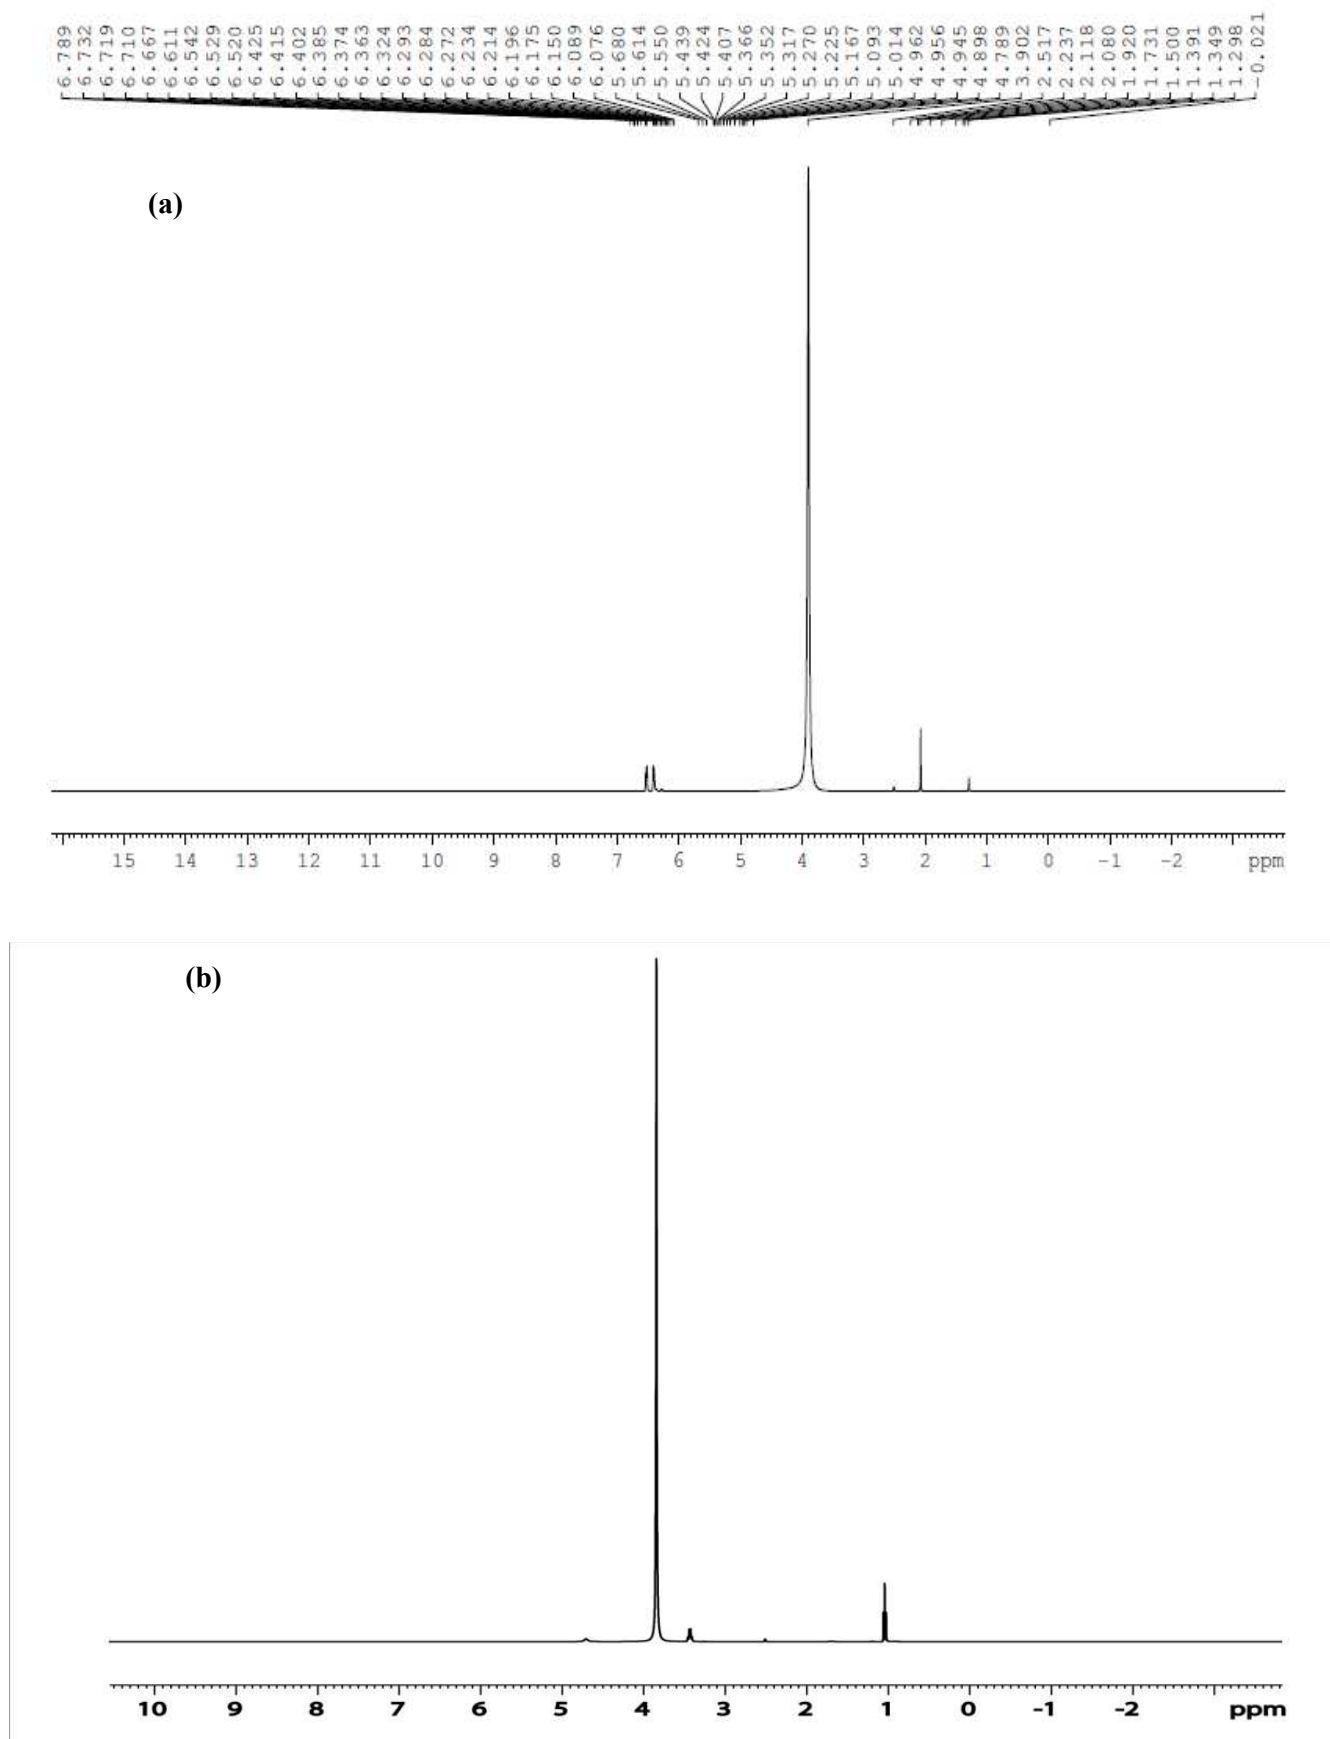 6.789 6.732 6.719 6.710 6.667 6.611 6.542 6.529 6.520 6.425 6.415 6.402 6.385 6.374 6.363 6.324 6.293 6.284 6.272 6.234 6.214 6.196 6.175 6.150 6.089 6.076 5.680 5.614 5.550 5.439 5.424 5.407 5.366 5.352 5.317 5.270 5.225 5.167 5.093 5.014 4.962 4.956 4.945 4.898 4.789 3.902 2.517 2.237 2.118 2.080 1.920 1.731 1.500 1.391 1.349 1.298 -0.021
(a)
15 14 13 12 11 10 9 8 7 6 5 4 3 2 1 0 -1 -2 ppm
(b)
10 9 8 7 6 5 4 3 2 1 0 -1 -2 ppm